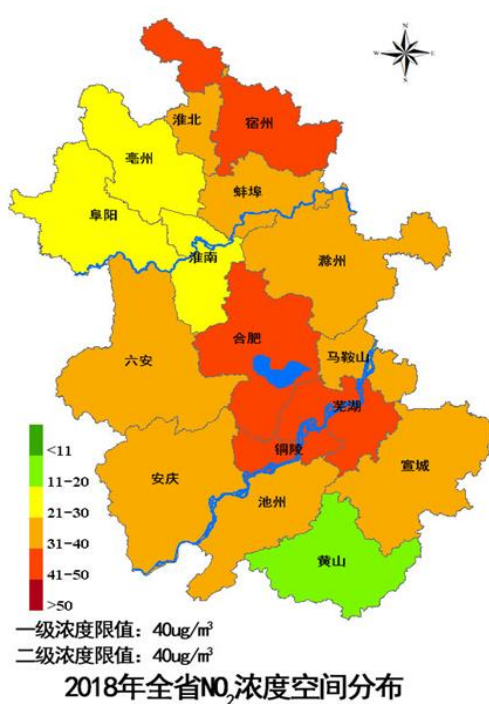 N
W
E
S
淮北
宿州
亳州
蚌埠
阜阳
淮南
滁州
合肥
六安
马鞍山
芜湖
铜陵
安庆
宣城
池州
黄山
<11
11-20
21-30
31-40
41-50
>50
一级浓度限值: 40ug/m³
二级浓度限值: 40ug/m³
2018年全省NO₂浓度空间分布